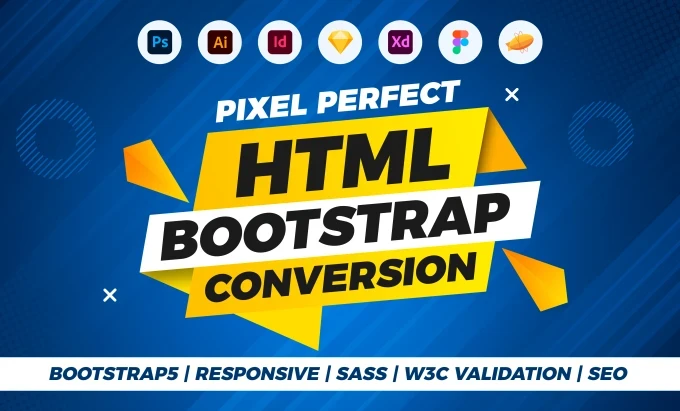 Ps Ai Id Xd
PIXEL PERFECT
HTML
BOOTSTRAP
CONVERSION
BOOTSTRAP5 | RESPONSIVE | SASS | W3C VALIDATION | SEO